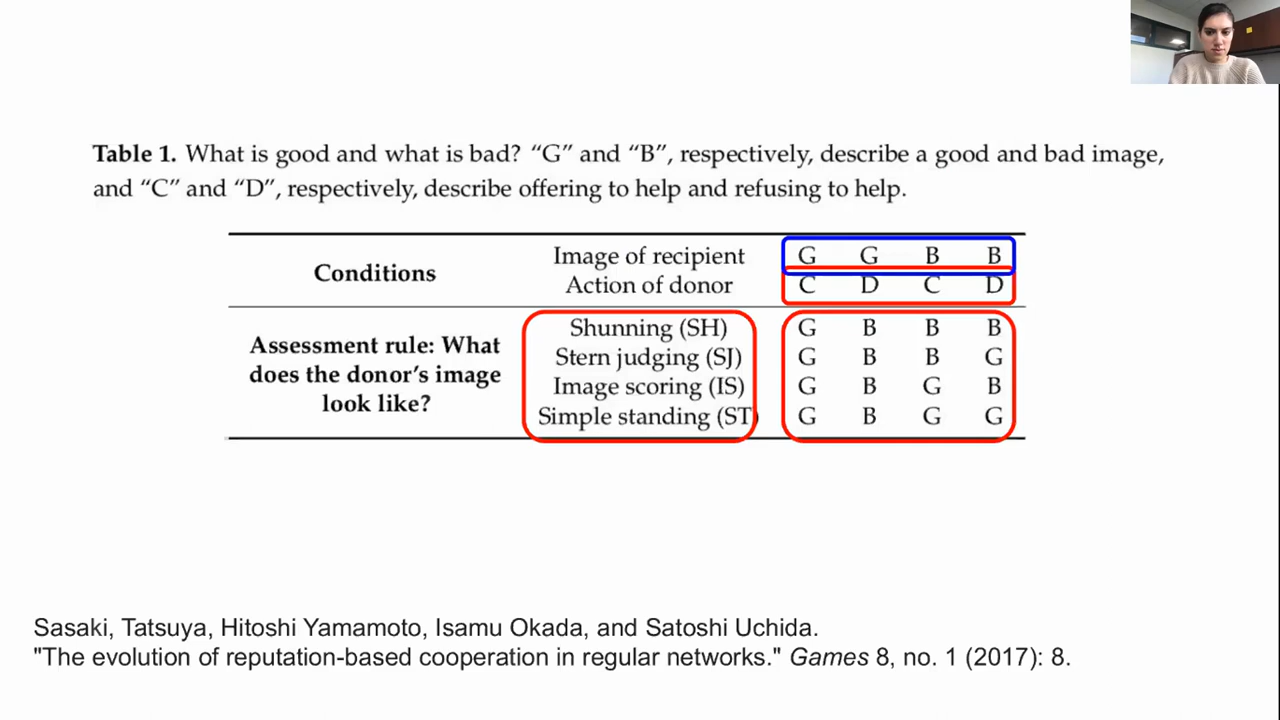 Table 1. What is good and what is bad? “G” and “B”, respectively, describe a good and bad image,
and “C” and “D”, respectively, describe offering to help and refusing to help.
Conditions
Image of recipient G G B B
Action of donor C D C D
Assessment rule: What
does the donor’s image
look like?
Shunning (SH) G B B B
Stern judging (SJ) G B B G
Image scoring (IS) G B G B
Simple standing (ST) G B G G
Sasaki, Tatsuya, Hitoshi Yamamoto, Isamu Okada, and Satoshi Uchida.
"The evolution of reputation-based cooperation in regular networks." Games 8, no. 1 (2017): 8.